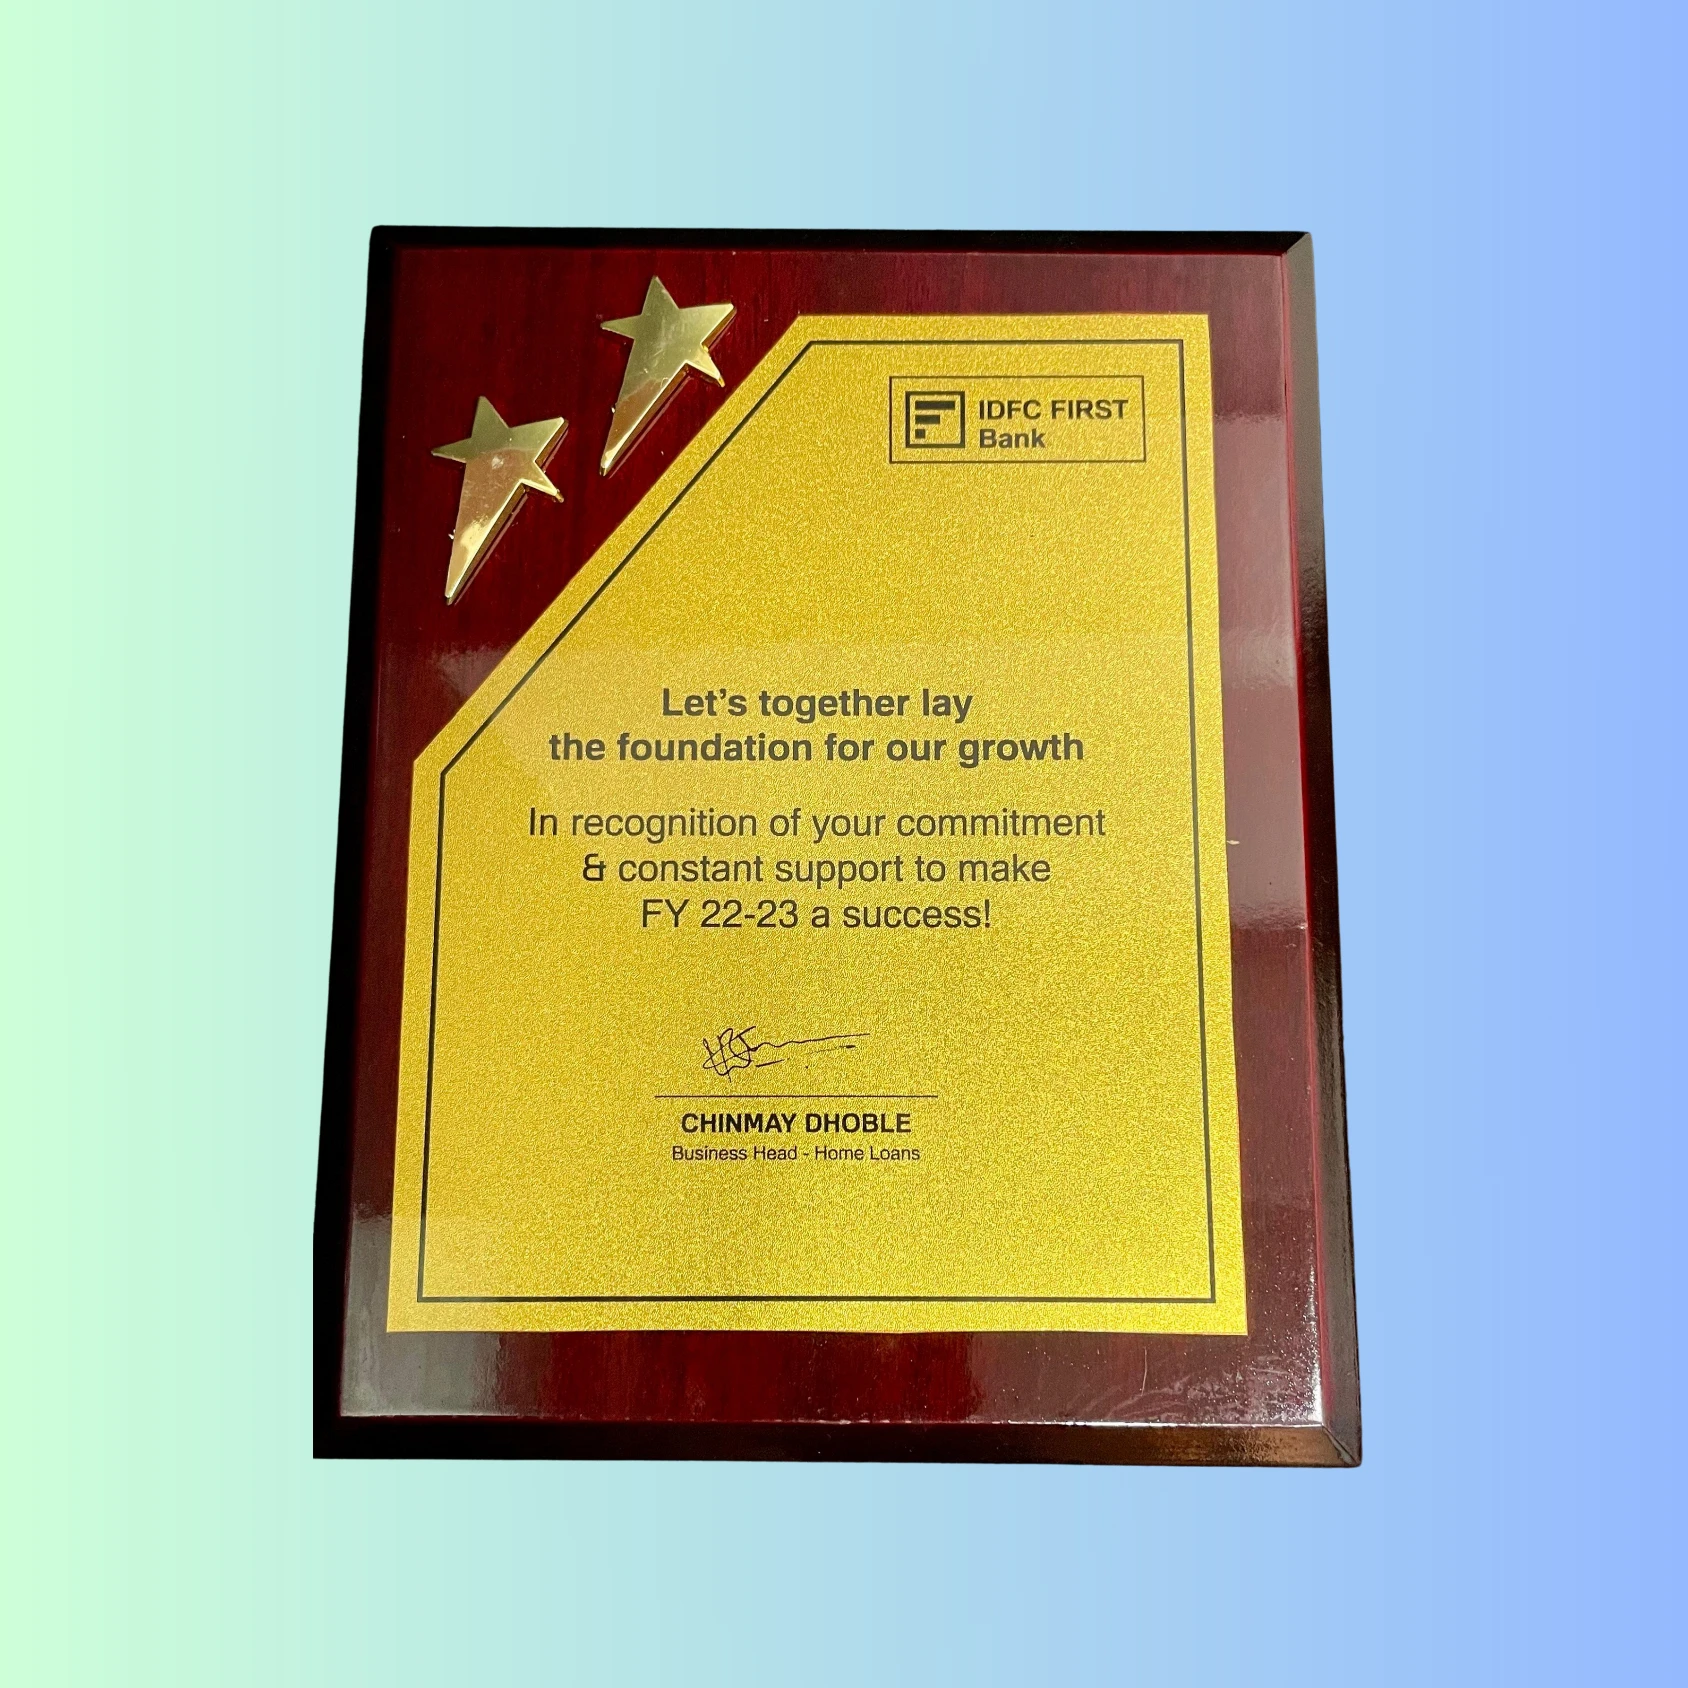 IDFC FIRST
Bank
Let's together lay
the foundation for our growth
In recognition of your commitment
& constant support to make
FY 22-23 a success!
CHINMAY DHOBLE
Business Head - Home Loans